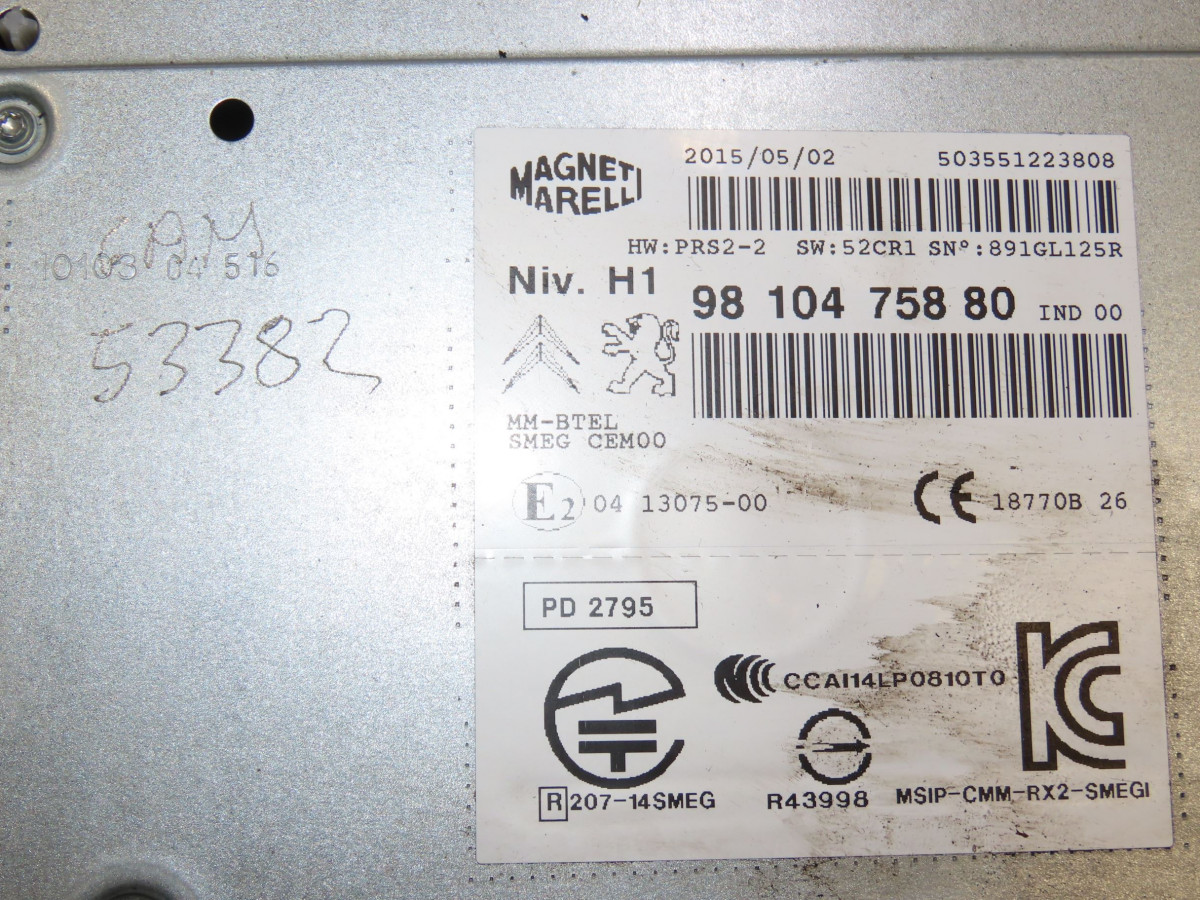 MAGNETI
MARELLI
2015/05/02 503551223808
HW:PRS2-2 SW:52CR1 SN°:891GL125R
Niv. H1
98 104 758 80 IND 00
MM-BTEL
SMEG CEM00
E2 04 13075-00
CE 18770B 26
PD 2795
CCAI14LP0810T0
R 207-14SMEG
R43998
MSIP-CMM-RX2-SMEGI
10103 04 516
53382